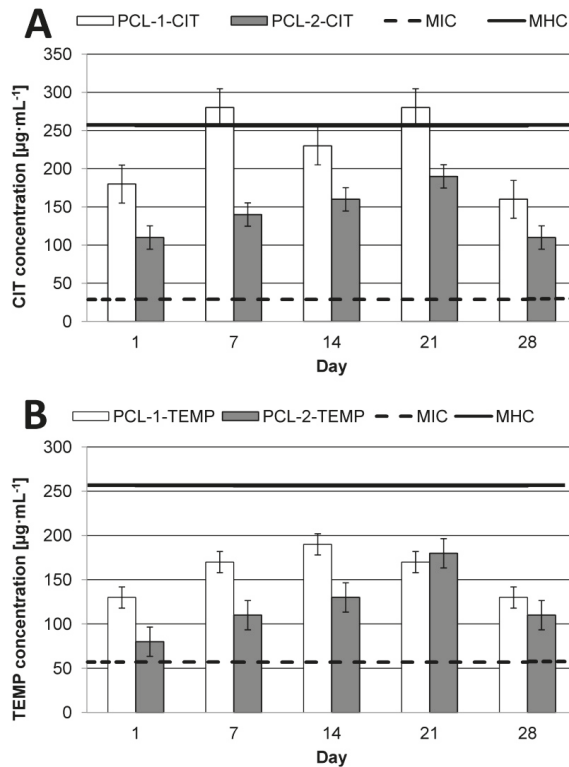 A
PCL-1-CIT PCL-2-CIT MIC MHC
CIT concentration [µg·mL⁻¹]
350
300
250
200
150
100
50
0
1 7 14 21 28
Day
B
PCL-1-TEMP PCL-2-TEMP MIC MHC
TEMP concentration [µg·mL⁻¹]
300
250
200
150
100
50
0
1 7 14 21 28
Day